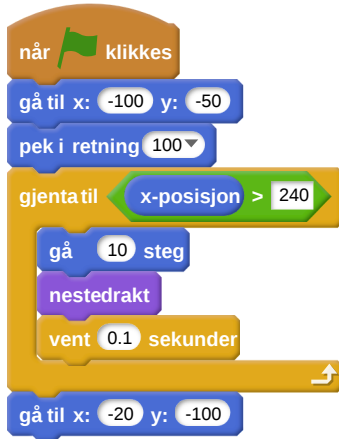 når klikkes
gå til x: -100 y: -50
pek i retning 100
gjenta til x-posisjon > 240
gå 10 steg
nestedrakt
vent 0.1 sekunder
gå til x: -20 y: -100